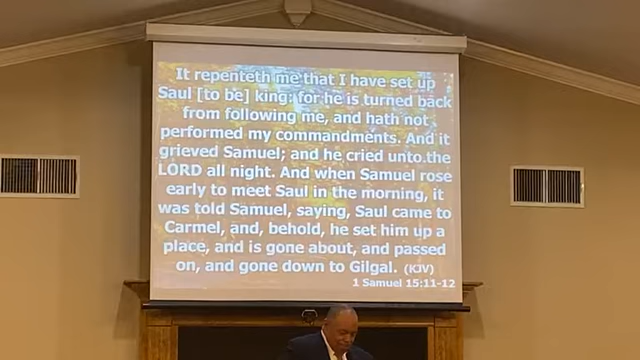 It repenteth me that I have set up
Saul [to be] king: for he is turned back
from following me, and hath not
performed my commandments. And it
grieved Samuel; and he cried unto the
LORD all night. And when Samuel rose
early to meet Saul in the morning, it
was told Samuel, saying, Saul came to
Carmel, and, behold, he set him up a
place, and is gone about, and passed
on, and gone down to Gilgal. (KJV)
1 Samuel 15:11-12